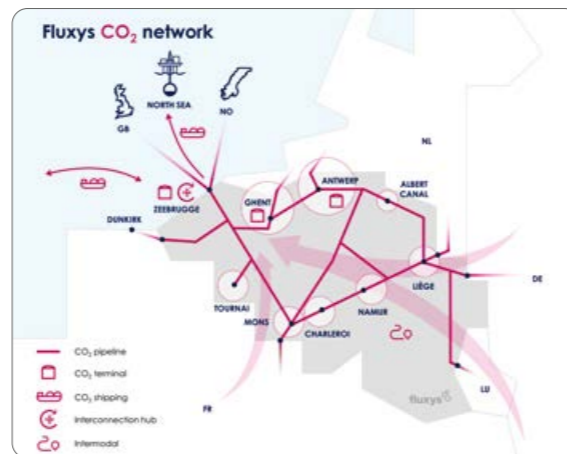 Fluxys CO₂ network
NORTH SEA
GB
NO
NL
ANTWERP
ALBERT
CANAL
GHENT
ZEEBRUGGE
DUNKIRK
LIÈGE
DE
TOURNAI
NAMUR
MONS
CHARLEROI
LU
FR
fluxys
CO₂ pipeline
CO₂ terminal
CO₂ shipping
Interconnection hub
Intermodal